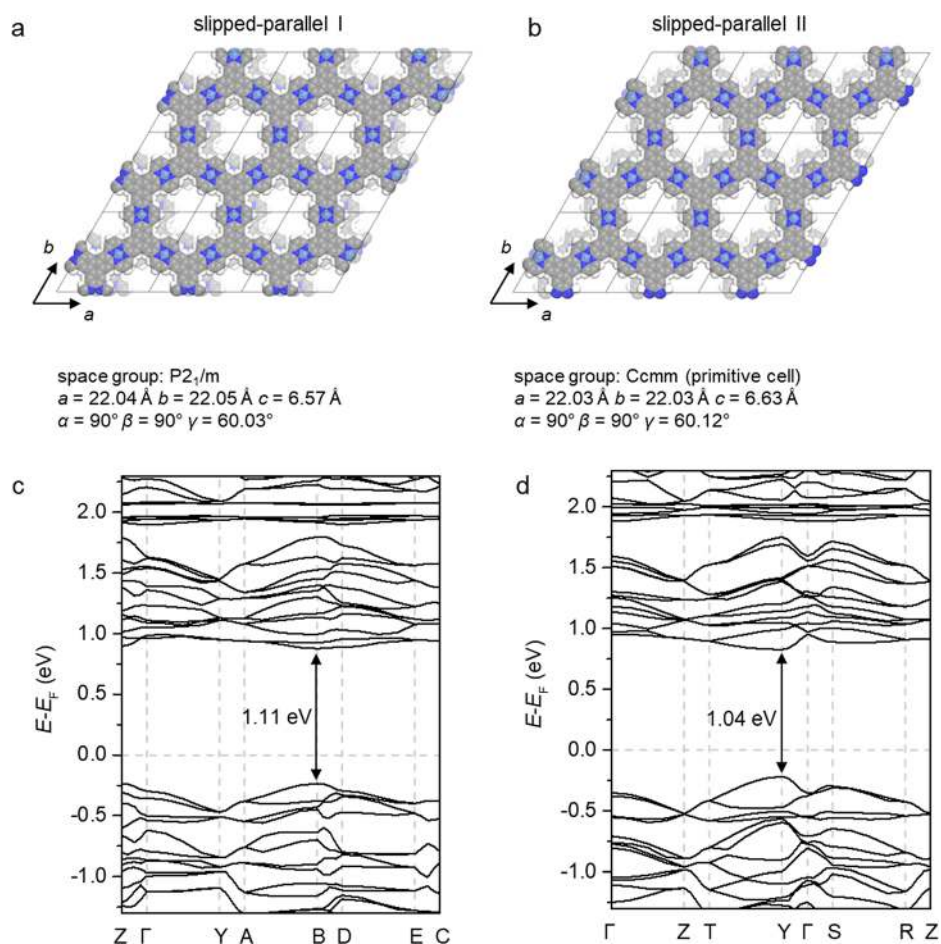 a
slipped-parallel I
b
slipped-parallel II
b
a
b
a
space group: P2₁/m
a = 22.04 Å b = 22.05 Å c = 6.57 Å
α = 90° β = 90° γ = 60.03°
space group: Ccmm (primitive cell)
a = 22.03 Å b = 22.03 Å c = 6.63 Å
α = 90° β = 90° γ = 60.12°
c
E-E_F (eV)
2.0
1.5
1.0
0.5
0.0
-0.5
-1.0
1.11 eV
Z Γ Y A B D E C
d
E-E_F (eV)
2.0
1.5
1.0
0.5
0.0
-0.5
-1.0
1.04 eV
Γ Z T Y Γ S R Z